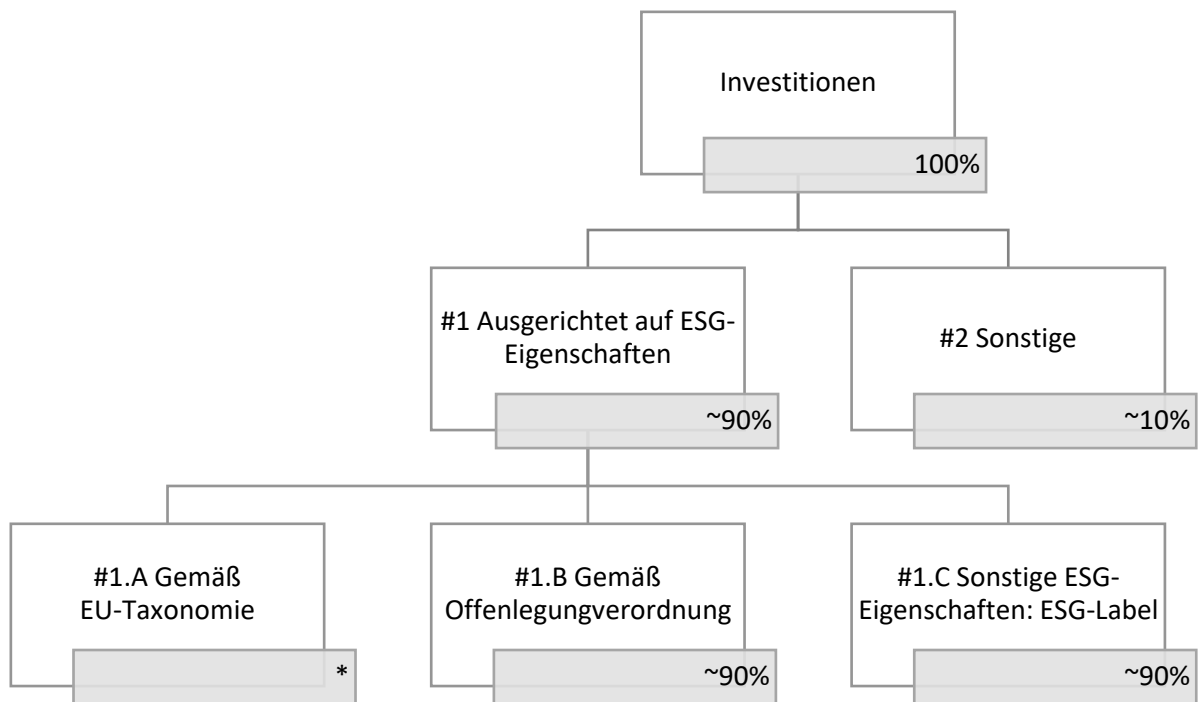 Investitionen
100%
#1 Ausgerichtet auf ESG-
Eigenschaften
~90%
#2 Sonstige
~10%
#1.A Gemäß
EU-Taxonomie
*
#1.B Gemäß
Offenlegungverordnung
~90%
#1.C Sonstige ESG-
Eigenschaften: ESG-Label
~90%